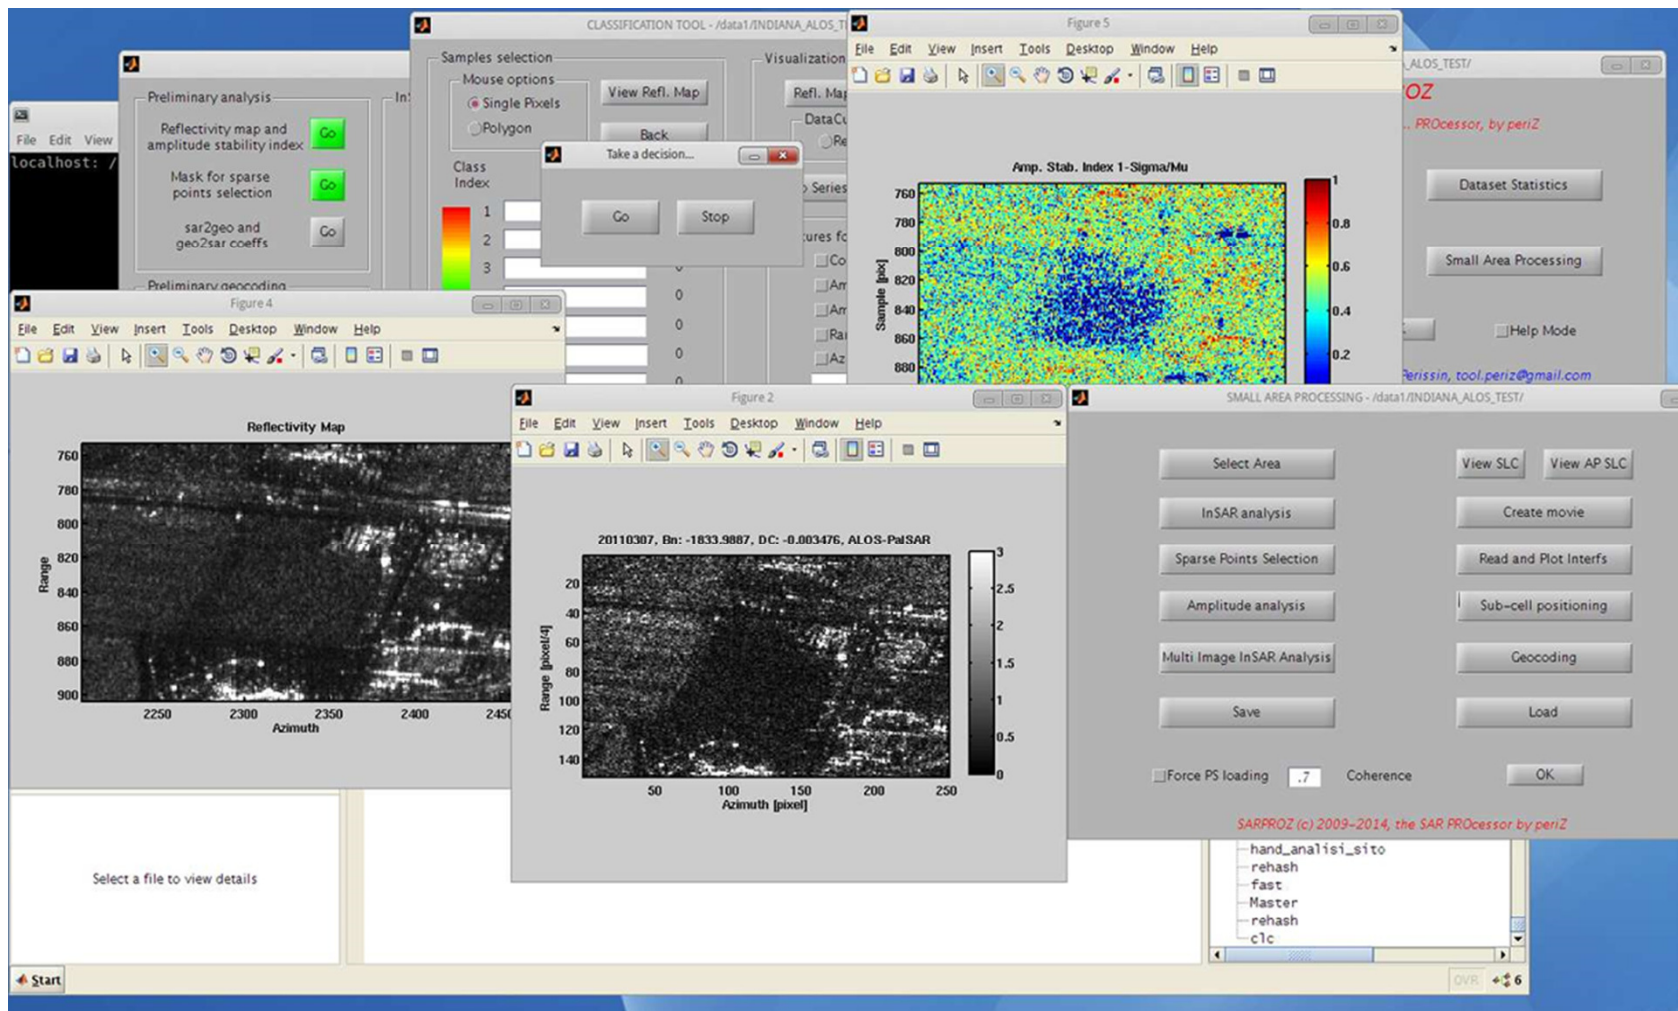 CLASSIFICATION TOOL - /data1/INDIANA_ALOS_T
Samples selection
Mouse options
Single Pixels
Polygon
View Refl. Map
Back
Class
Index
1
2
3
0
0
0
0
Visualization
Refl. Map
Series
Preliminary analysis
Reflectivity map and
amplitude stability index
Go
Mask for sparse
points selection
Go
sar2geo and
geo2sar coeffs
Go
Preliminary geocoding
File Edit View
localhost: /
Take a decision...
Go Stop
Figure 5
File Edit View Insert Tools Desktop Window Help
Amp. Stab. Index 1-Sigma/Mu
Sample [pix]
760
780
800
820
840
860
880
1
0.8
0.6
0.4
0.2
_ALOS_TEST/
OZ
... PROcessor, by periZ
Dataset Statistics
Small Area Processing
Help Mode
Perissin, tool.periz@gmail.com
Figure 4
File Edit View Insert Tools Desktop Window Help
Reflectivity Map
Range
760
780
800
820
840
860
880
900
2250 2300 2350 2400 2450
Azimuth
Figure 2
File Edit View Insert Tools Desktop Window Help
20110307, Bn: -1833.9887, DC: -0.003476, ALOS-PalSAR
Range [pixel/4]
20
40
60
80
100
120
140
50 100 150 200 250
Azimuth [pixel]
3
2.5
2
1.5
1
0.5
0
SMALL AREA PROCESSING - /data1/INDIANA_ALOS_TEST/
Select Area View SLC View AP SLC
InSAR analysis Create movie
Sparse Points Selection Read and Plot Interfs
Amplitude analysis Sub-cell positioning
Multi Image InSAR Analysis Geocoding
Save Load
Force PS loading .7 Coherence OK
SARPROZ (c) 2009-2014, the SAR PROcessor by periZ
Select a file to view details
hand_analisi_sito
rehash
fast
Master
rehash
clc
Start
OVR
6